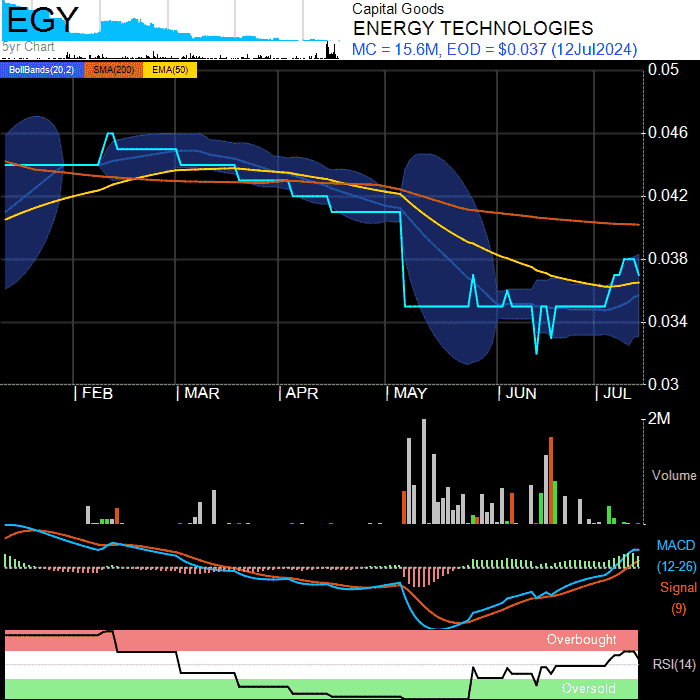 EGY
5yr Chart
Capital Goods
ENERGY TECHNOLOGIES
MC = 15.6M, EOD = $0.037 (12Jul2024)
BollBands(20,2) SMA(200) EMA(50)
0.05
0.046
0.042
0.038
0.034
0.03
| FEB | MAR | APR | MAY | JUN | JUL
2M
Volume
MACD
(12-26)
Signal
(9)
Overbought
RSI(14)
Oversold